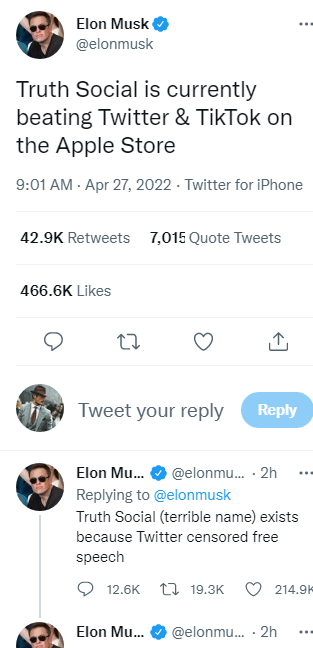 Elon Musk
@elonmusk
Truth Social is currently
beating Twitter & TikTok on
the Apple Store
9:01 AM · Apr 27, 2022 · Twitter for iPhone
42.9K Retweets 7,015 Quote Tweets
466.6K Likes
Tweet your reply Reply
Elon Mu... @elonmu... · 2h
Replying to @elonmusk
Truth Social (terrible name) exists
because Twitter censored free
speech
12.6K 19.3K 214.9K
Elon Mu... @elonmu... · 2h